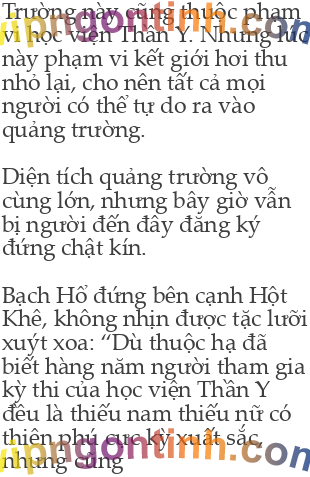 Trường này cũng thuộc phạm
vi học viện Thần Y. Nhưng lúc
này phạm vi kết giới hơi thu
nhỏ lại, cho nên tất cả mọi
người có thể tự do ra vào
quảng trường.
Diện tích quảng trường vô
cùng lớn, nhưng bây giờ vẫn
bị người đến đây đăng ký
đứng chật kín.
Bạch Hổ đứng bên cạnh Hột
Khê, không nhịn được tặc lưỡi
xuýt xoa: “Dù thuộc hạ đã
biết hàng năm người tham gia
kỳ thi của học viện Thần Y
đều là thiếu nam thiếu nữ có
thiên phú cực kỳ xuất sắc,
nhưng cũng
vipngontinh.com
vipngontinh.com